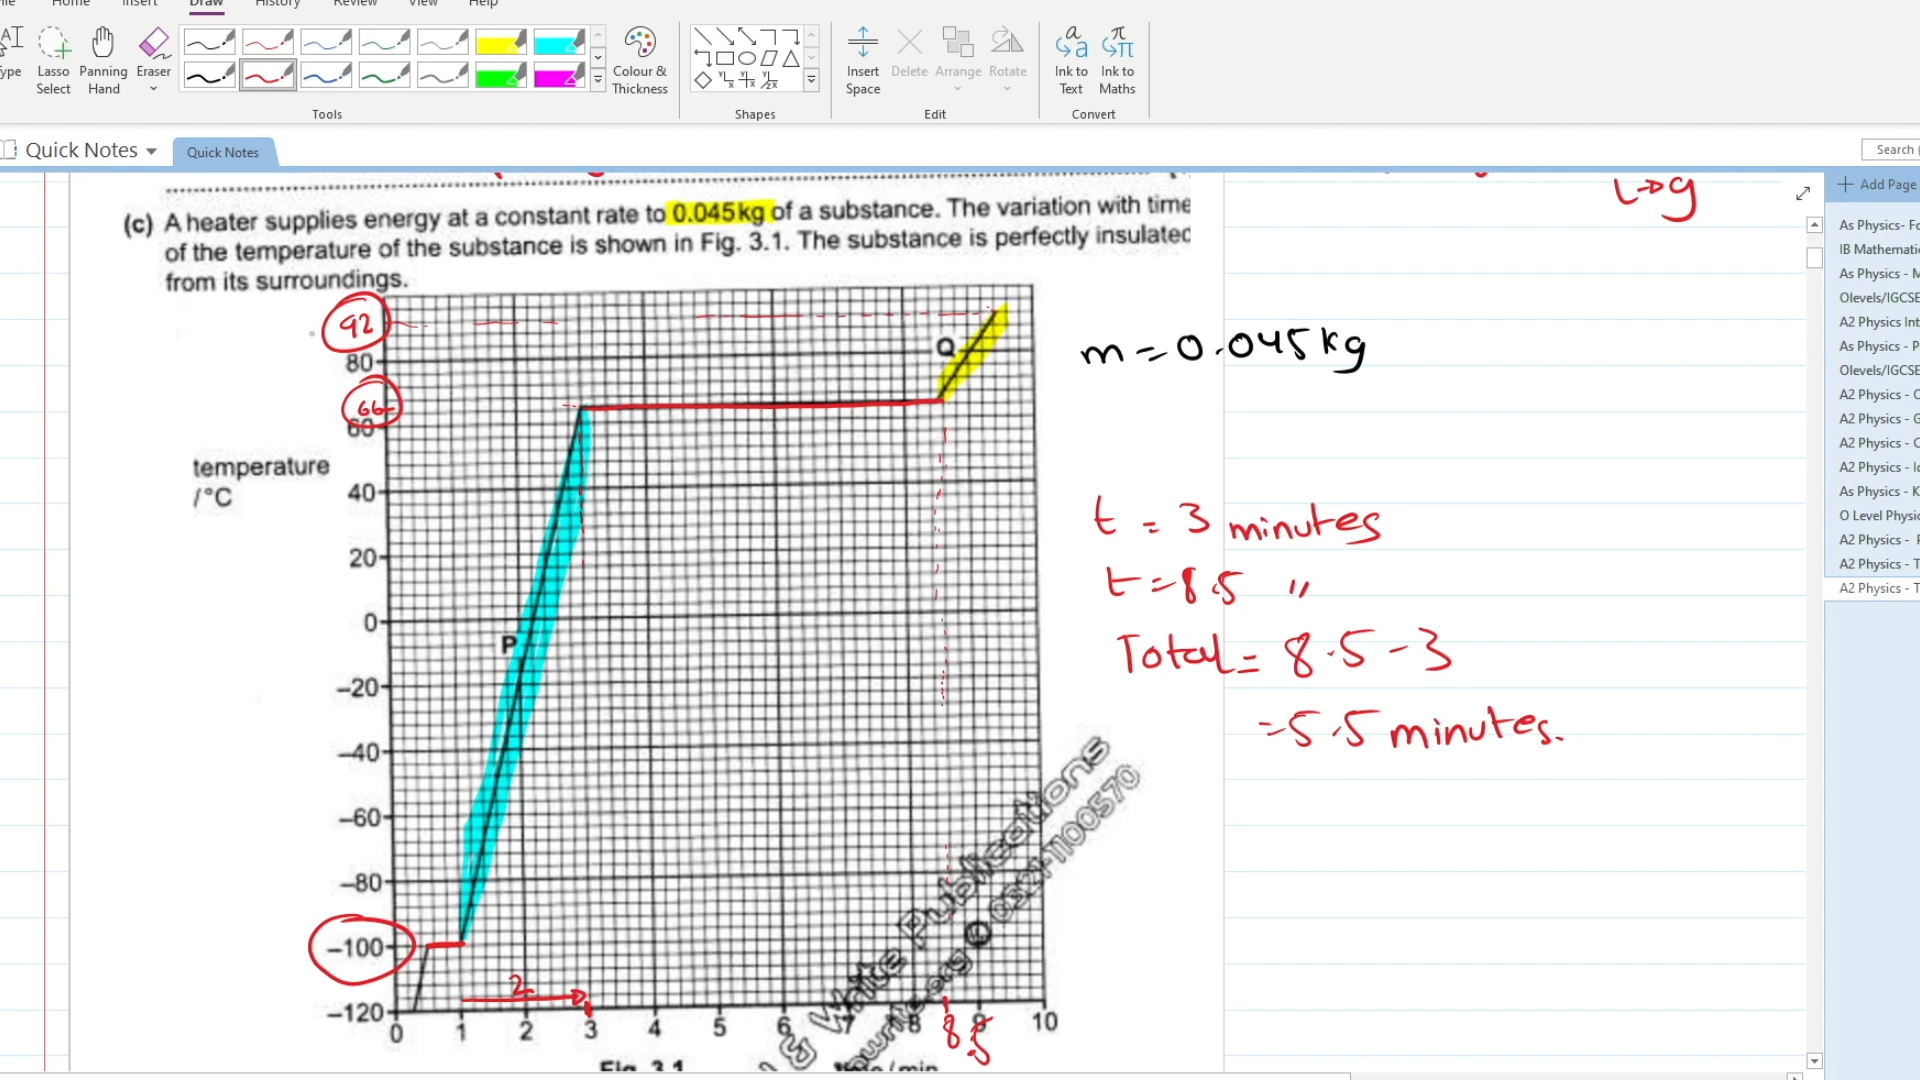 Home Insert Draw History Review View Help
Type
Lasso Select
Panning Hand
Eraser
Colour & Thickness
Insert Space
Delete
Arrange
Rotate
Ink to Text
Ink to Maths
Tools
Shapes
Edit
Convert
Quick Notes
Quick Notes
Search
Add Page
g
(c) A heater supplies energy at a constant rate to 0.045 kg of a substance. The variation with time
of the temperature of the substance is shown in Fig. 3.1. The substance is perfectly insulated
from its surroundings.
92
80
66
60
temperature
/°C
40
20
0
–20
–40
–60
–80
–100
–120
P
Q
2
0 1 2 3 4 5 6 7 8 9 10
8.5
Fig. 3.1
/min
& Write Publications
0321-1100570
m = 0.045 kg
t = 3 minutes
t = 8.5 "
Total = 8.5 - 3
= 5.5 minutes.
As Physics- Fo
IB Mathemati
As Physics - M
Olevels/IGCSE
A2 Physics Int
As Physics - P
Olevels/IGCSE
A2 Physics - C
A2 Physics - G
A2 Physics - C
A2 Physics - Id
As Physics - K
O Level Physic
A2 Physics - P
A2 Physics - T
A2 Physics - T